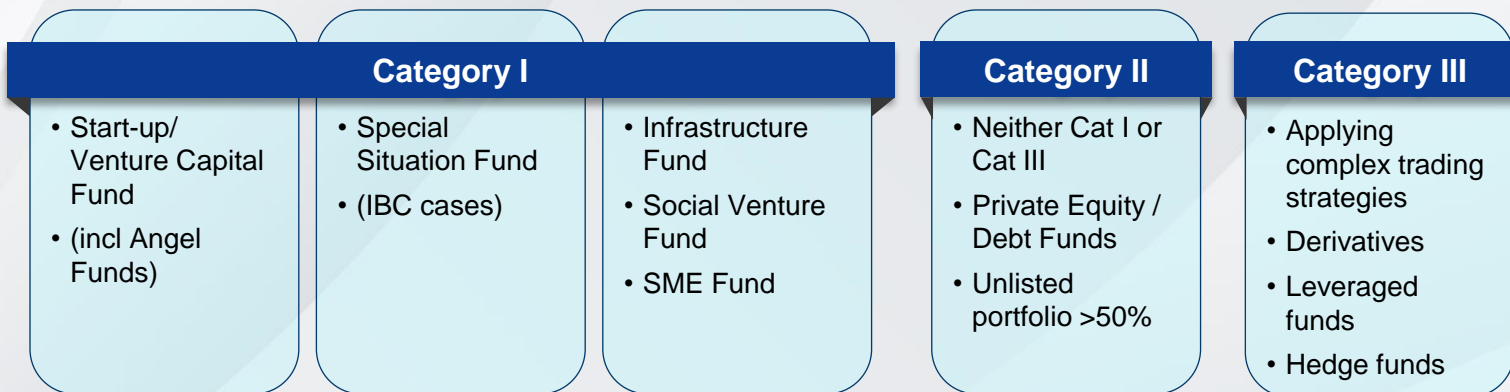 Category I
• Start-up/
Venture Capital
Fund
• (incl Angel
Funds)
• Special
Situation Fund
• (IBC cases)
• Infrastructure
Fund
• Social Venture
Fund
• SME Fund
Category II
• Neither Cat I or
Cat III
• Private Equity /
Debt Funds
• Unlisted
portfolio >50%
Category III
• Applying
complex trading
strategies
• Derivatives
• Leveraged
funds
• Hedge funds